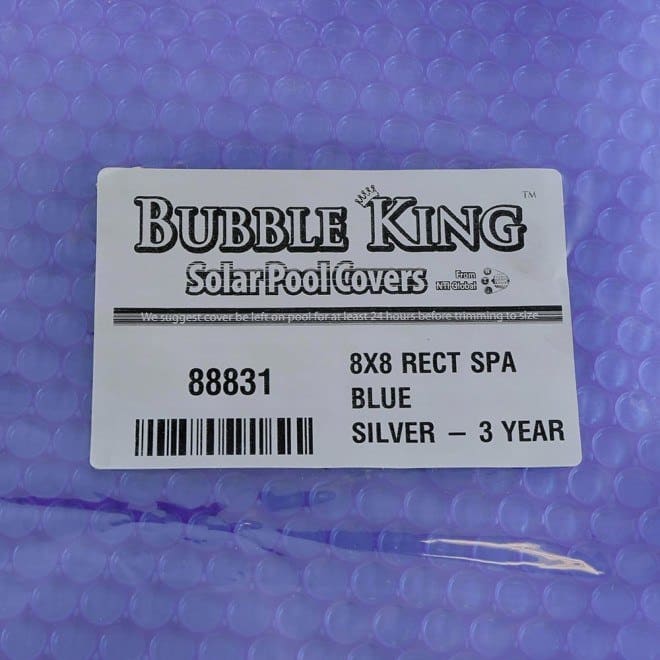 BUBBLE KING™
Solar Pool Covers
From
NTI Global
We suggest cover be left on pool for at least 24 hours before trimming to size
88831
8X8 RECT SPA
BLUE
SILVER – 3 YEAR